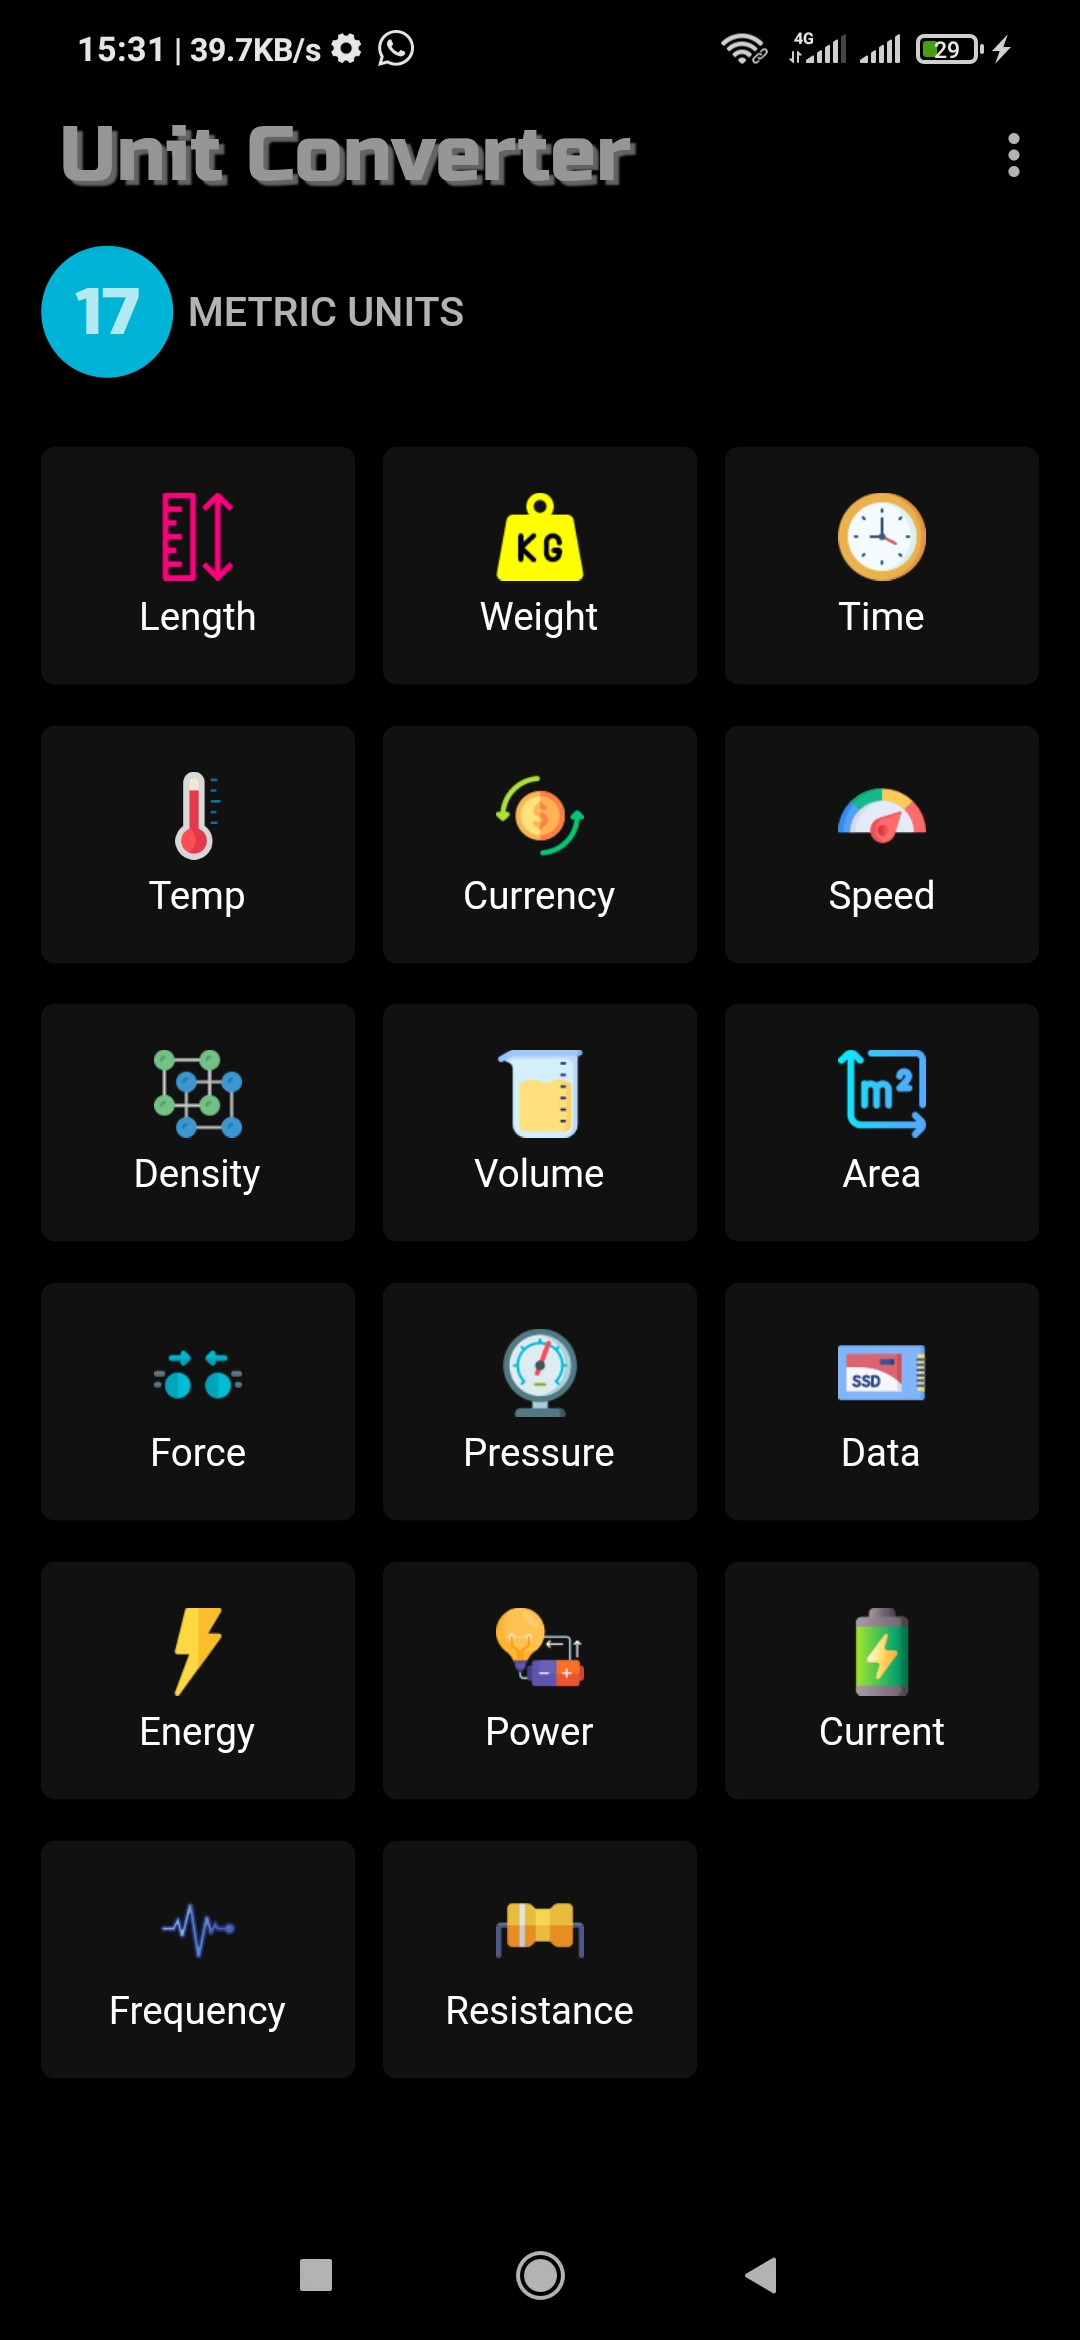 15:31 | 39.7KB/s 4G 29
Unit Converter
17 METRIC UNITS
KG
Length Weight Time
$
Temp Currency Speed
m²
Density Volume Area
SSD
Force Pressure Data
Energy Power Current
Frequency Resistance